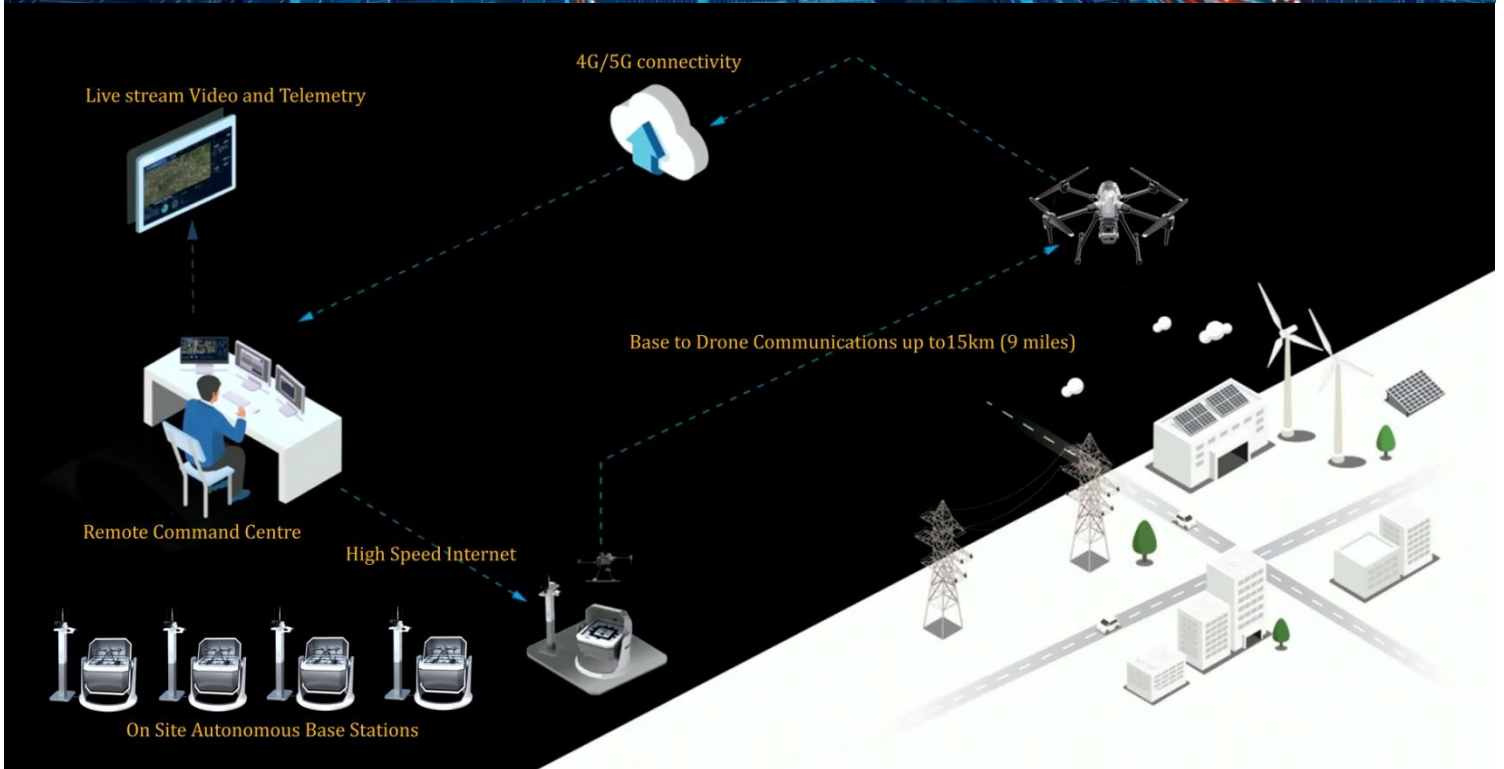 4G/5G connectivity
Live stream Video and Telemetry
Base to Drone Communications up to15km (9 miles)
Remote Command Centre
High Speed Internet
On Site Autonomous Base Stations